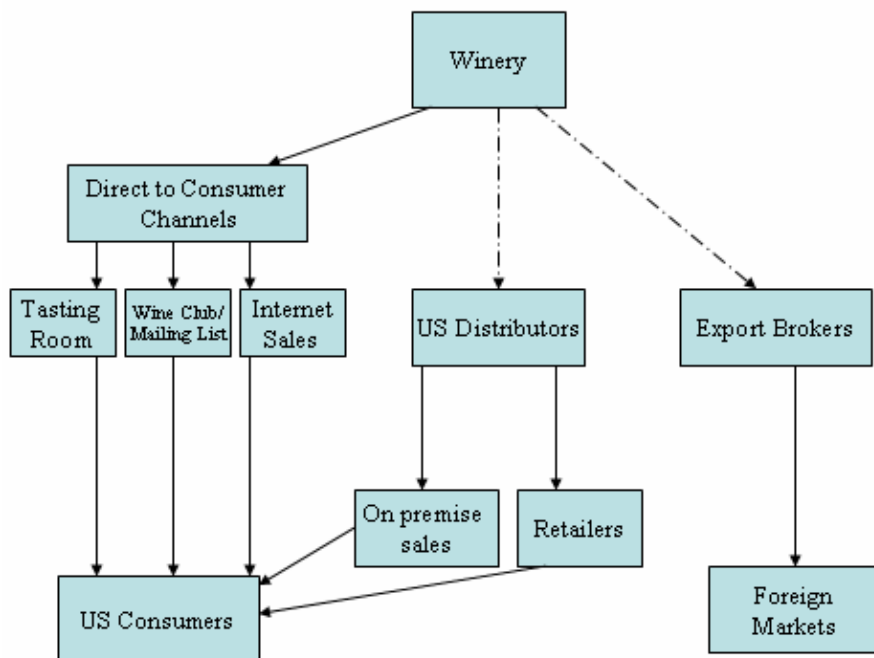 Winery
Direct to Consumer
Channels
Tasting
Room
Wine Club/
Mailing List
Internet
Sales
US Distributors
Export Brokers
On premise
sales
Retailers
US Consumers
Foreign
Markets